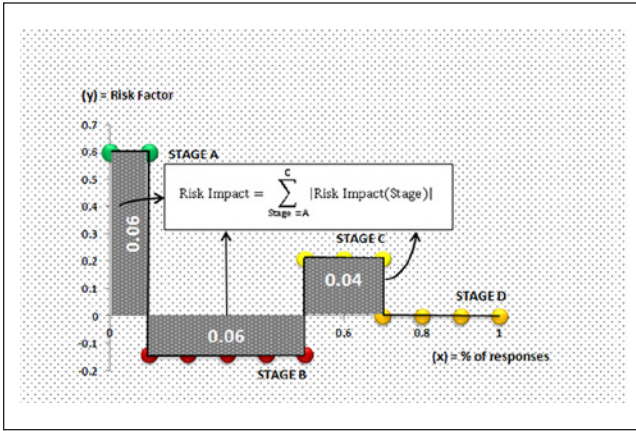 (y) = Risk Factor
0.7
0.6
0.5
0.4
0.3
0.2
0.1
0
-0.1
-0.2
STAGE A
0.06
C
Risk Impact = ∑ |Risk Impact(Stage)|
Stage =A
STAGE C
0.04
STAGE D
0.06
STAGE B
0 0.6 0.8 1
(x) = % of responses